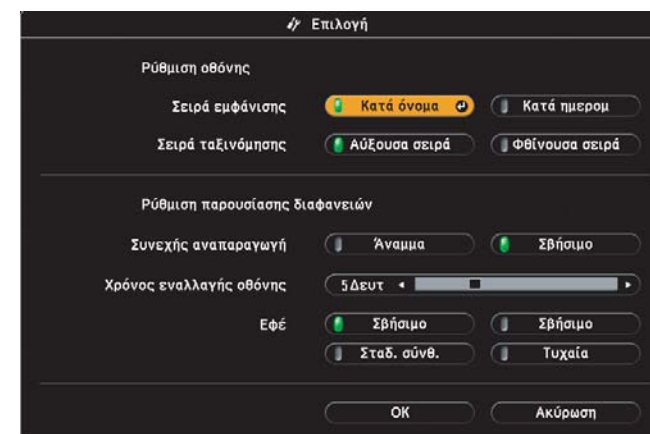 Επιλογή
Ρύθμιση οθόνης
Σειρά εμφάνισης Κατά όνομα Κατά ημερομ
Σειρά ταξινόμησης Αύξουσα σειρά Φθίνουσα σειρά
Ρύθμιση παρουσίασης διαφανειών
Συνεχής αναπαραγωγή Άναμμα Σβήσιμο
Χρόνος εναλλαγής οθόνης 5Δευτ
Εφέ Σβήσιμο Σβήσιμο
Σταδ. σύνθ. Τυχαία
OK Ακύρωση